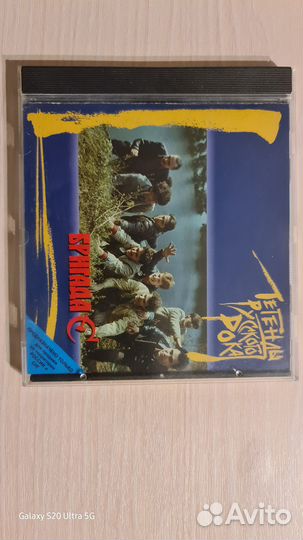 ЛЕГЕНДЫ
РУССКОГО
РОКА
БРИГАДА С
Galaxy S20 Ultra 5G
Avito